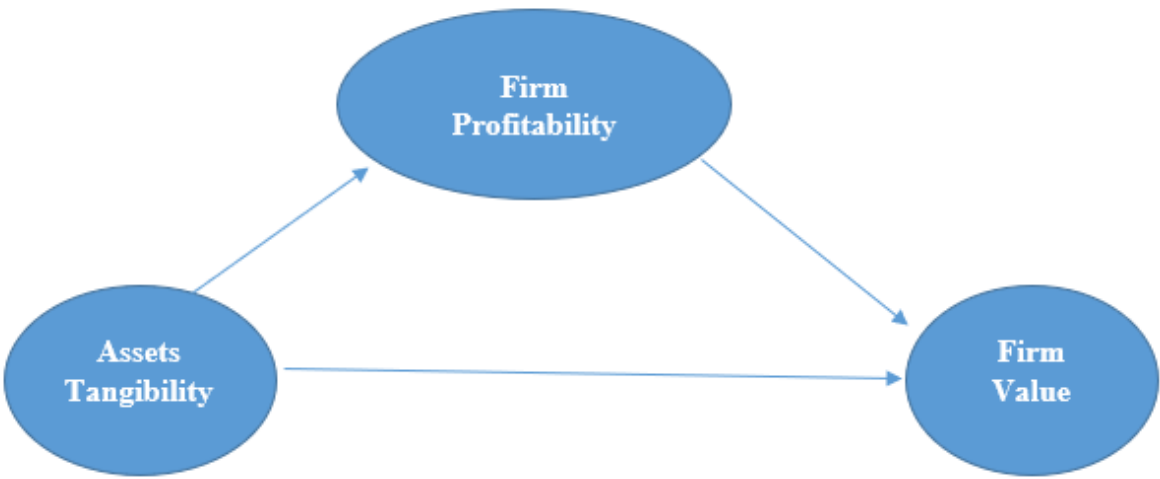 Firm
Profitability
Assets
Tangibility
Firm
Value